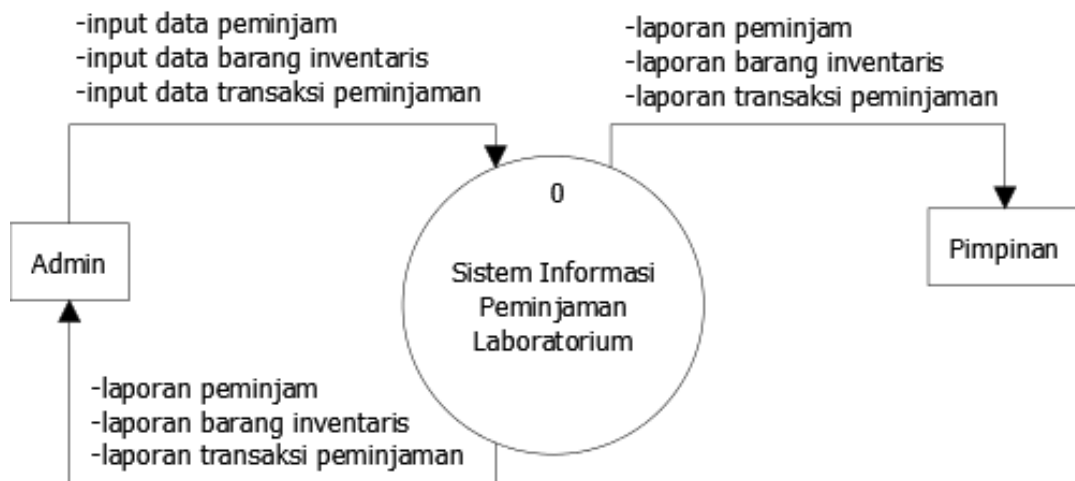 -input data peminjam
-input data barang inventaris
-input data transaksi peminjaman
-laporan peminjam
-laporan barang inventaris
-laporan transaksi peminjaman
0
Sistem Informasi
Peminjaman
Laboratorium
Admin
Pimpinan
-laporan peminjam
-laporan barang inventaris
-laporan transaksi peminjaman